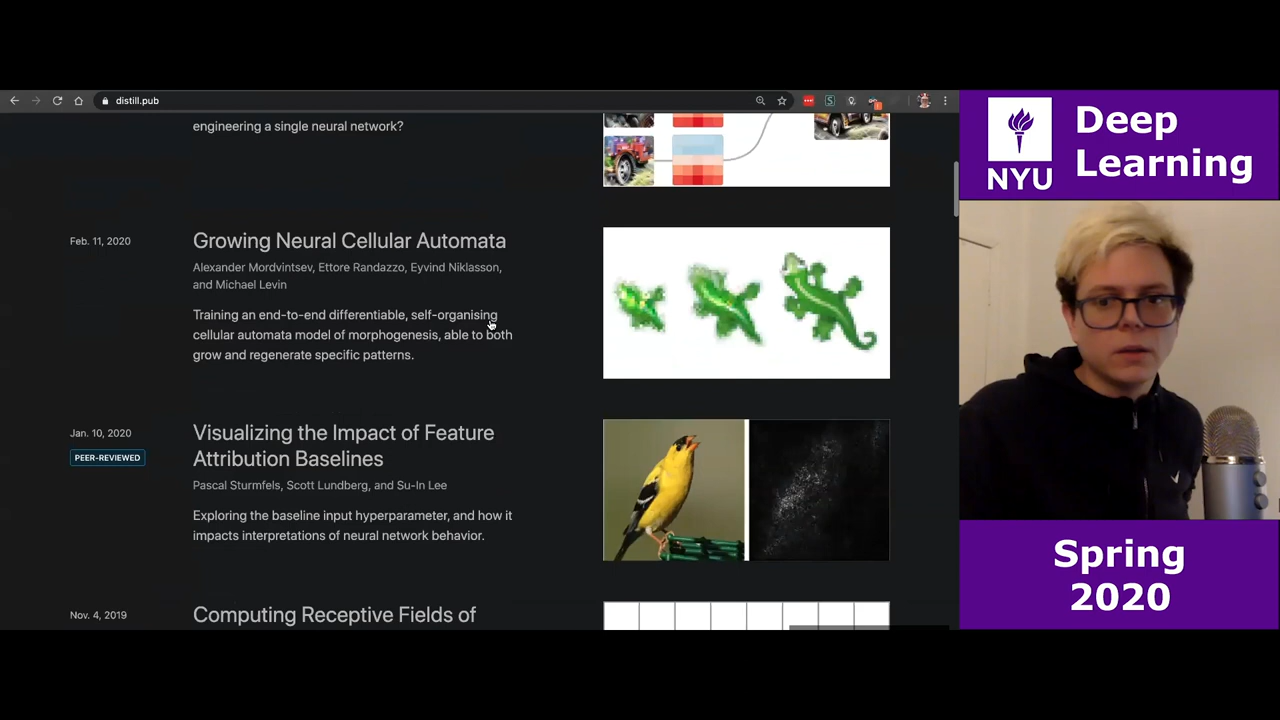 distill.pub
engineering a single neural network?
Feb. 11, 2020
Growing Neural Cellular Automata
Alexander Mordvintsev, Ettore Randazzo, Eyvind Niklasson,
and Michael Levin
Training an end-to-end differentiable, self-organising
cellular automata model of morphogenesis, able to both
grow and regenerate specific patterns.
Jan. 10, 2020
PEER-REVIEWED
Visualizing the Impact of Feature
Attribution Baselines
Pascal Sturmfels, Scott Lundberg, and Su-In Lee
Exploring the baseline input hyperparameter, and how it
impacts interpretations of neural network behavior.
Nov. 4, 2019
Computing Receptive Fields of
NYU
Deep
Learning
Spring
2020